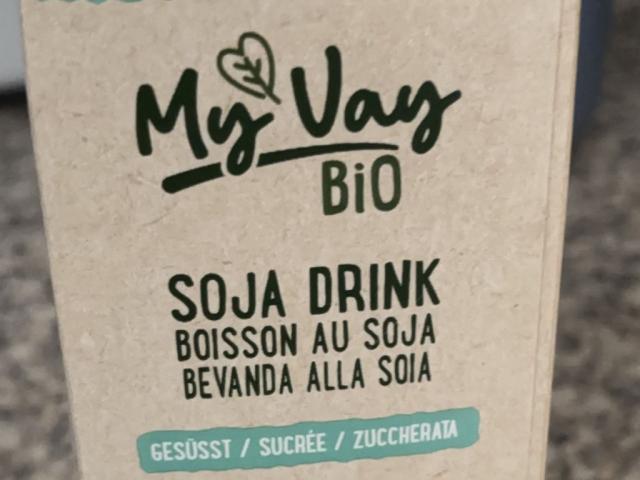 My Vay
BiO
SOJA DRINK
BOISSON AU SOJA
BEVANDA ALLA SOIA
GESÜSST / SUCRÉE / ZUCCHERATA